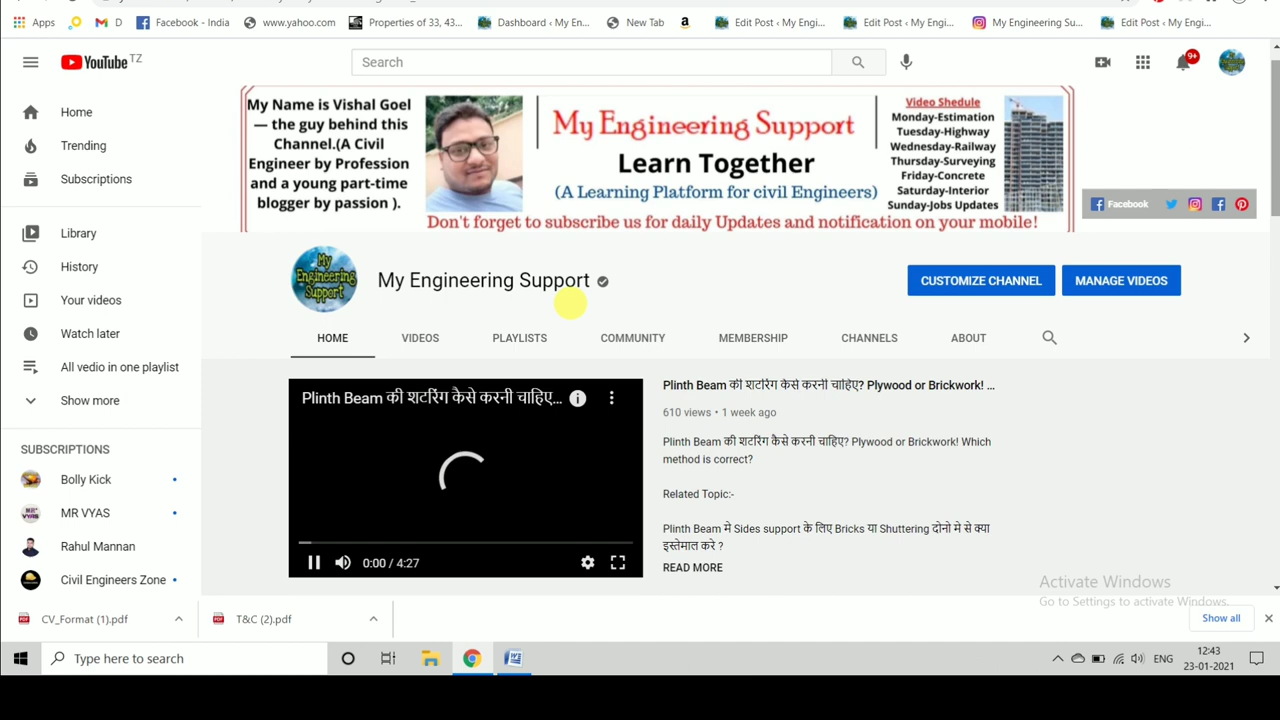 Apps
D
Facebook - India
www.yahoo.com
Properties of 33, 43...
Dashboard ‹ My En...
New Tab
a
Edit Post ‹ My Engi...
Edit Post ‹ My Engi...
My Engineering Su...
Edit Post ‹ My Engi...
YouTube TZ
Search
9+
Home
Trending
Subscriptions
Library
History
Your videos
Watch later
All vedio in one playlist
Show more
SUBSCRIPTIONS
Bolly Kick
MR VYAS
Rahul Mannan
Civil Engineers Zone
My Name is Vishal Goel
— the guy behind this
Channel.(A Civil
Engineer by Profession
and a young part-time
blogger by passion ).
My Engineering Support
Learn Together
(A Learning Platform for civil Engineers)
Don't forget to subscribe us for daily Updates and notification on your mobile!
Video Shedule
Monday-Estimation
Tuesday-Highway
Wednesday-Railway
Thursday-Surveying
Friday-Concrete
Saturday-Interior
Sunday-Jobs Updates
Facebook
My
Engineering
Support
My Engineering Support
CUSTOMIZE CHANNEL
MANAGE VIDEOS
HOME
VIDEOS
PLAYLISTS
COMMUNITY
MEMBERSHIP
CHANNELS
ABOUT
Plinth Beam की शटरिंग कैसे करनी चाहिए...
0:00 / 4:27
Plinth Beam की शटरिंग कैसे करनी चाहिए? Plywood or Brickwork! ...
610 views • 1 week ago
Plinth Beam की शटरिंग कैसे करनी चाहिए? Plywood or Brickwork! Which
method is correct?
Related Topic:-
Plinth Beam मे Sides support के लिए Bricks या Shuttering दोनो मे से क्या
इस्तेमाल करे ?
READ MORE
Activate Windows
Go to Settings to activate Windows.
CV_Format (1).pdf
T&C (2).pdf
Show all
Type here to search
ENG
12:43
23-01-2021